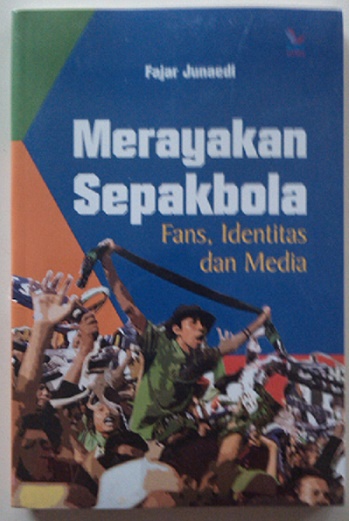 Fajar Junaedi
Merayakan
Sepakbola
Fans, Identitas
dan Media